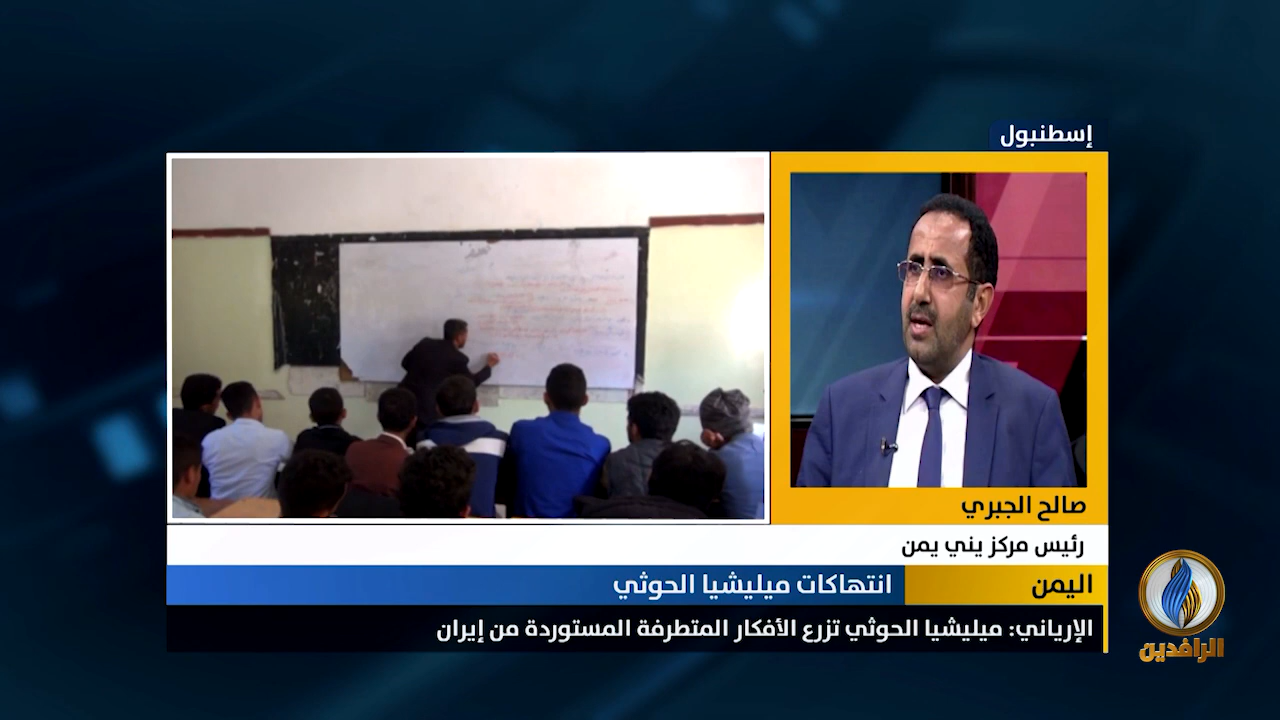 إسطنبول
صالح الجبري
رئيس مركز يني يمن
اليمن
انتهاكات ميليشيا الحوثي
الإرياني: ميليشيا الحوثي تزرع الأفكار المتطرفة المستوردة من إيران
الرافدين